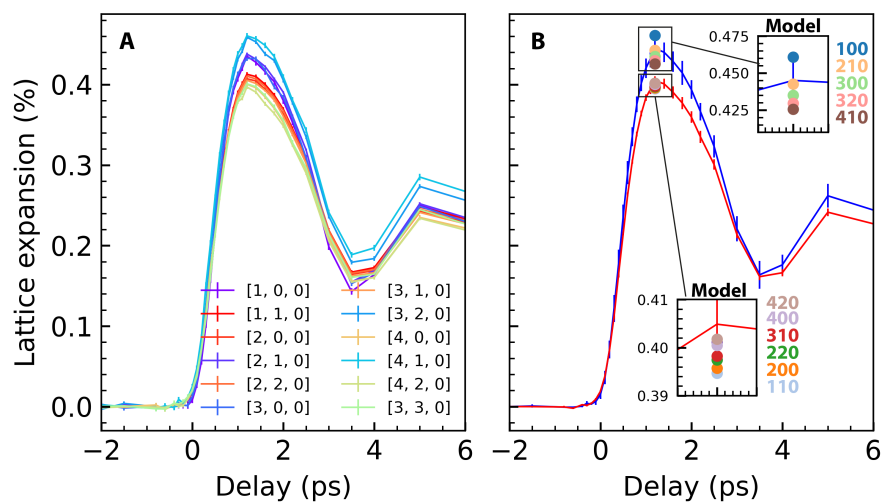 A
Lattice expansion (%)
0.4
0.3
0.2
0.1
0.0
[1, 0, 0]
[1, 1, 0]
[2, 0, 0]
[2, 1, 0]
[2, 2, 0]
[3, 0, 0]
[3, 1, 0]
[3, 2, 0]
[4, 0, 0]
[4, 1, 0]
[4, 2, 0]
[3, 3, 0]
−2 0 2 4 6
Delay (ps)
B
Model
0.475
0.450
0.425
100
210
300
320
410
Model
0.41
0.40
0.39
420
400
310
220
200
110
−2 0 2 4 6
Delay (ps)